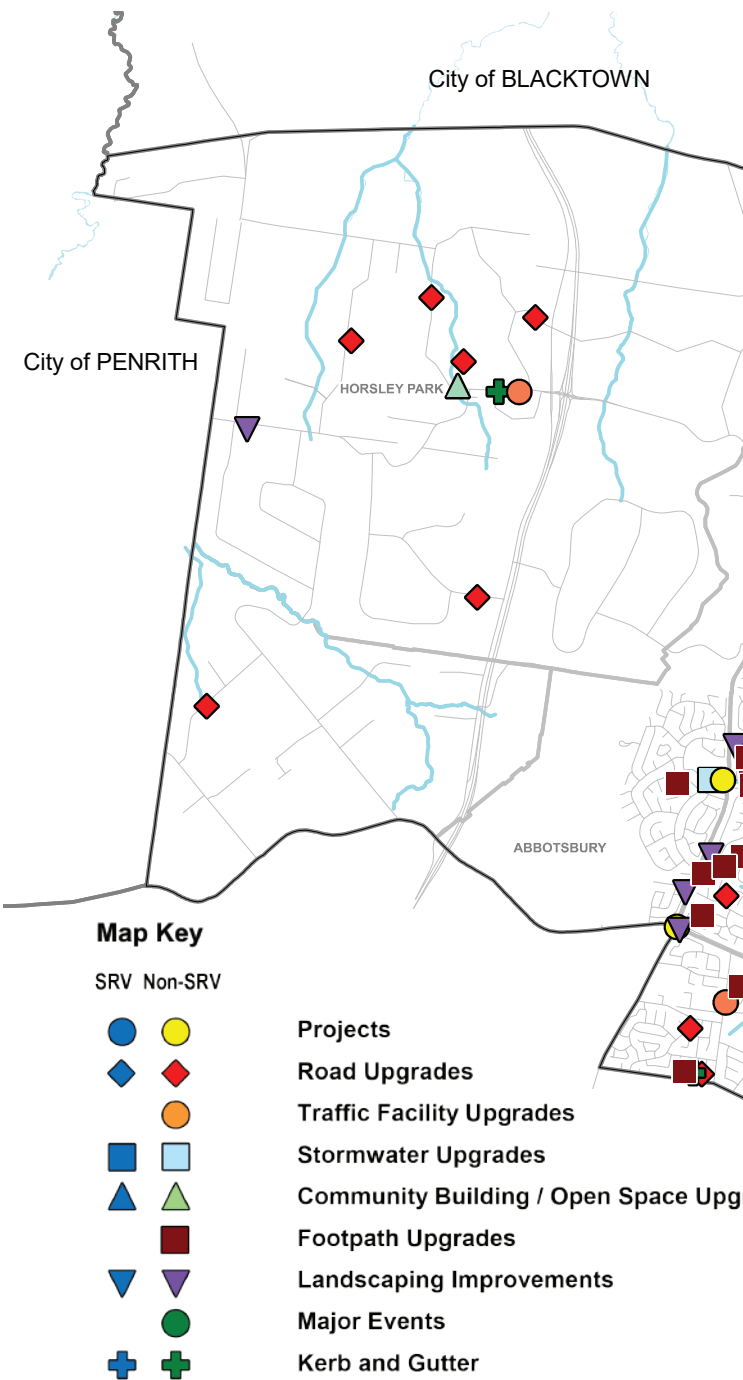 City of BLACKTOWN
City of PENRITH
HORSLEY PARK
ABBOTSBURY
Map Key
SRV Non-SRV
Projects
Road Upgrades
Traffic Facility Upgrades
Stormwater Upgrades
Community Building / Open Space Upg
Footpath Upgrades
Landscaping Improvements
Major Events
Kerb and Gutter